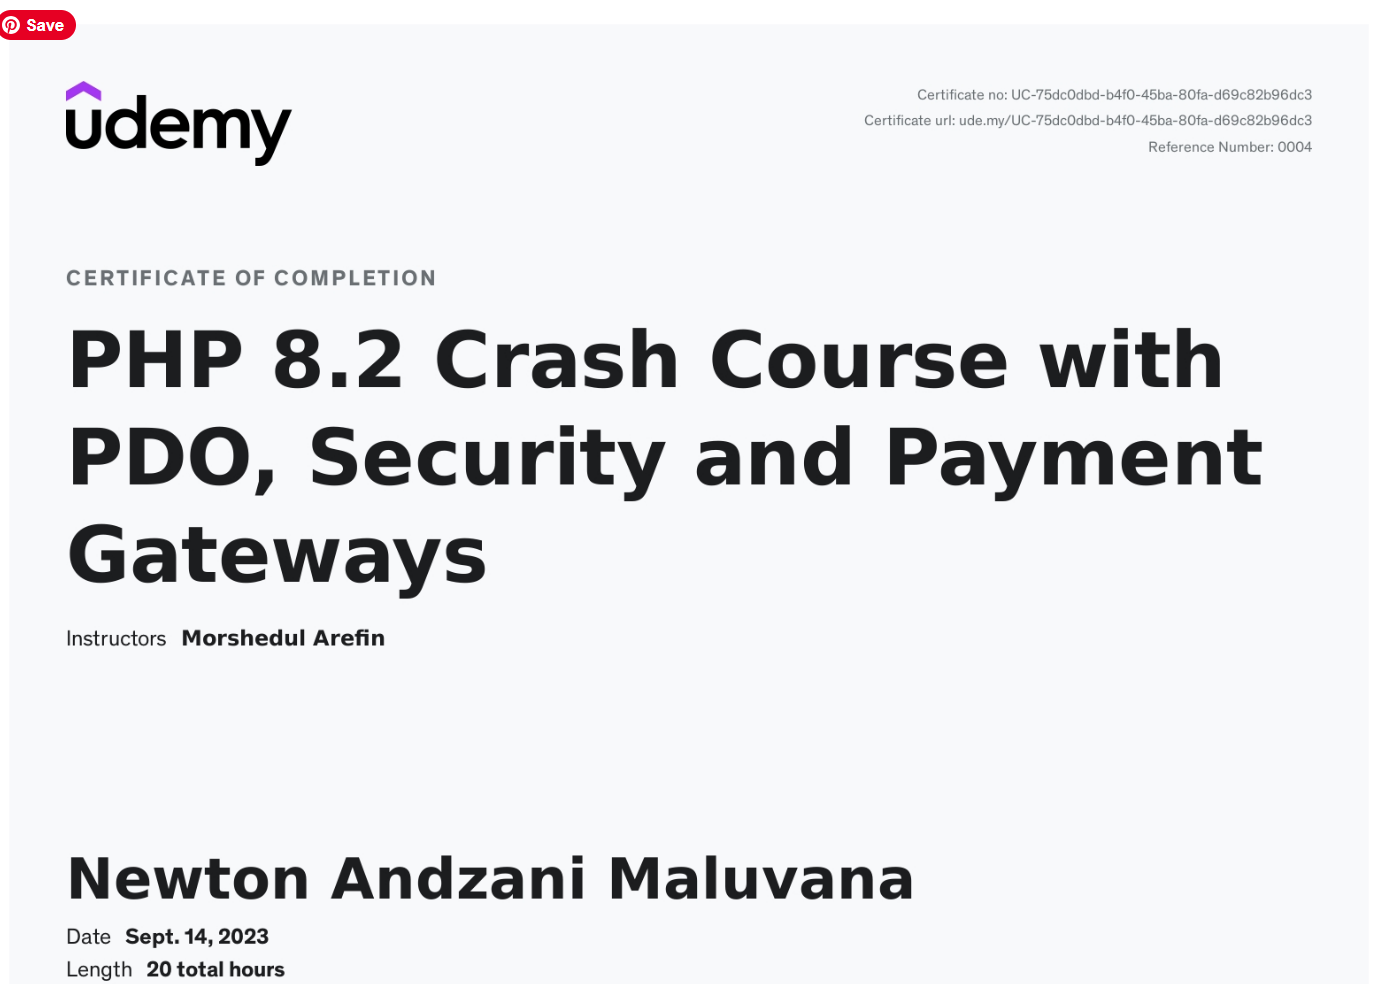 Save
udemy
Certificate no: UC-75dc0dbd-b4f0-45ba-80fa-d69c82b96dc3
Certificate url: ude.my/UC-75dc0dbd-b4f0-45ba-80fa-d69c82b96dc3
Reference Number: 0004
CERTIFICATE OF COMPLETION
PHP 8.2 Crash Course with
PDO, Security and Payment
Gateways
Instructors Morshedul Arefin
Newton Andzani Maluvana
Date Sept. 14, 2023
Length 20 total hours